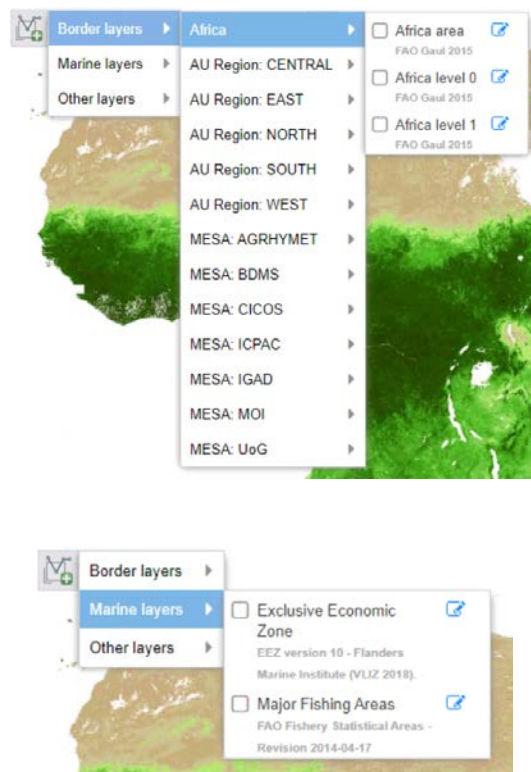 Border layers
Marine layers
Other layers
Africa
AU Region: CENTRAL
AU Region: EAST
AU Region: NORTH
AU Region: SOUTH
AU Region: WEST
MESA: AGRHYMET
MESA: BDMS
MESA: CICOS
MESA: ICPAC
MESA: IGAD
MESA: MOI
MESA: UoG
Africa area
FAO Gaul 2015
Africa level 0
FAO Gaul 2015
Africa level 1
FAO Gaul 2015
Border layers
Marine layers
Other layers
Exclusive Economic
Zone
EEZ version 10 - Flanders
Marine Institute (VLIZ 2018).
Major Fishing Areas
FAO Fishery Statistical Areas -
Revision 2014-04-17